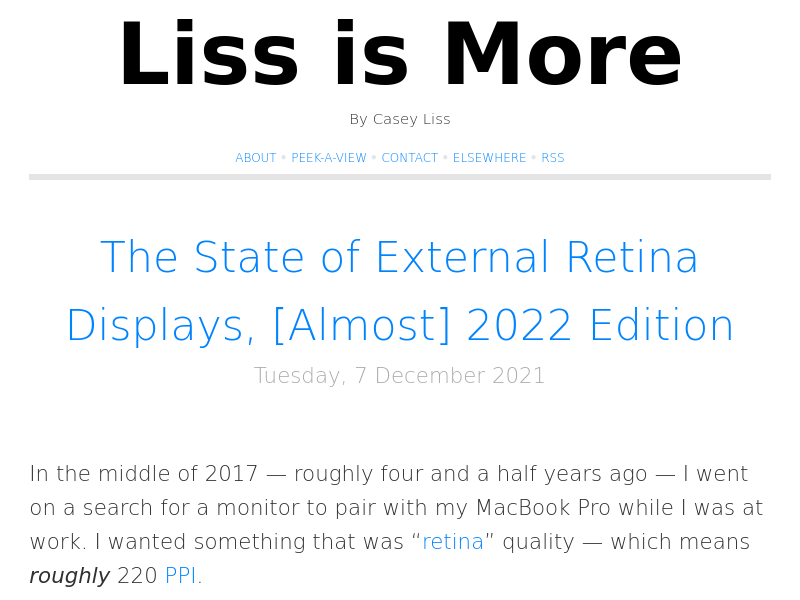 Liss is More
By Casey Liss
ABOUT • PEEK-A-VIEW • CONTACT • ELSEWHERE • RSS
The State of External Retina
Displays, [Almost] 2022 Edition
Tuesday, 7 December 2021
In the middle of 2017 — roughly four and a half years ago — I went
on a search for a monitor to pair with my MacBook Pro while I was at
work. I wanted something that was “retina” quality — which means
roughly 220 PPI.